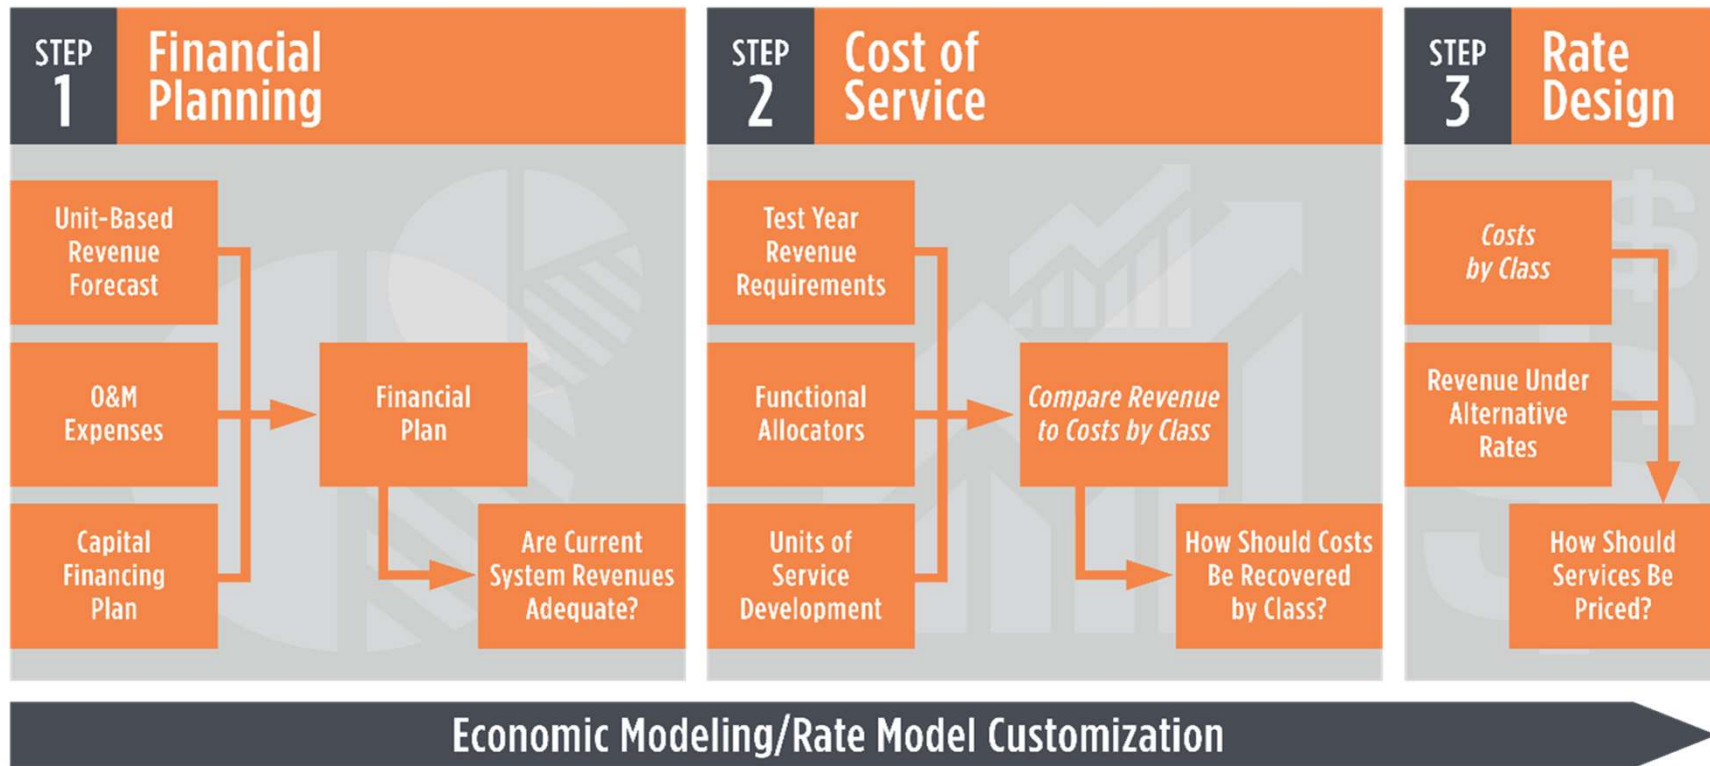 STEP
1
Financial
Planning
Unit-Based
Revenue
Forecast
O&M
Expenses
Capital
Financing
Plan
Financial
Plan
Are Current
System Revenues
Adequate?
STEP
2
Cost of
Service
Test Year
Revenue
Requirements
Functional
Allocators
Units of
Service
Development
Compare Revenue
to Costs by Class
How Should Costs
Be Recovered
by Class?
STEP
3
Rate
Design
Costs
by Class
Revenue Under
Alternative
Rates
How Should
Services Be
Priced?
Economic Modeling/Rate Model Customization